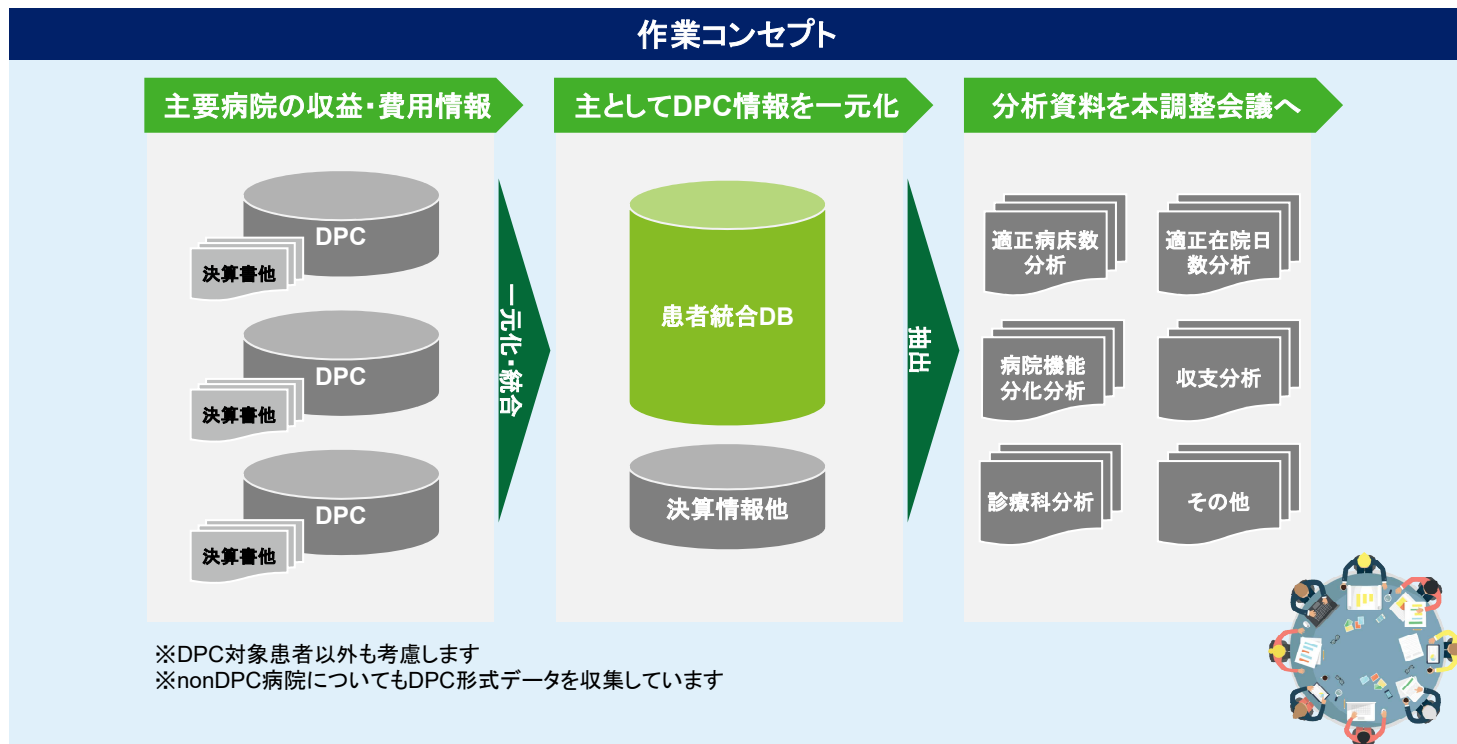 作業コンセプト
主要病院の収益・費用情報
主としてDPC情報を一元化
分析資料を本調整会議へ
DPC
決算書他
DPC
決算書他
DPC
決算書他
一元化・統合
患者統合DB
決算情報他
抽出
適正病床数
分析
適正在院日
数分析
病院機能
分化分析
収支分析
診療科分析
その他
※DPC対象患者以外も考慮します
※nonDPC病院についてもDPC形式データを収集しています